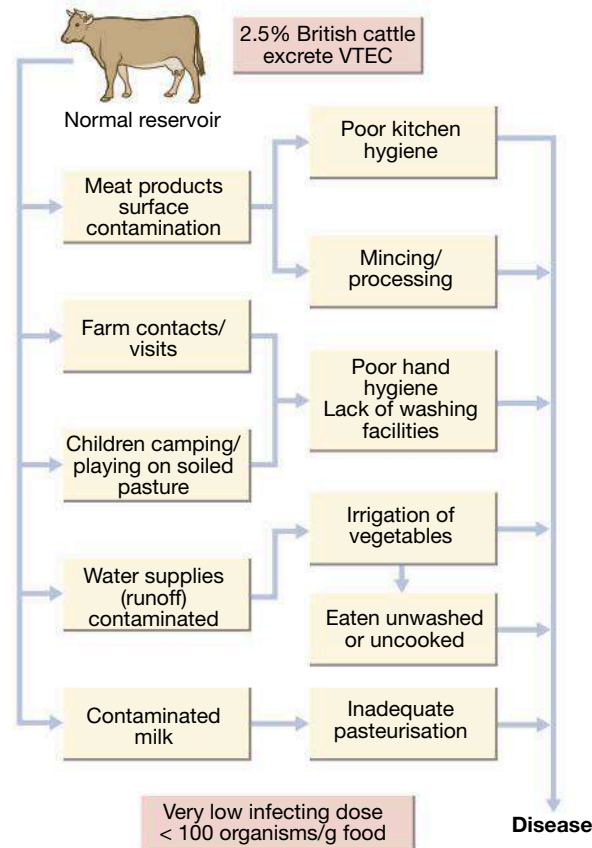 2.5% British cattle
excrete VTEC
Normal reservoir
Poor kitchen
hygiene
Meat products
surface
contamination
Mincing/
processing
Farm contacts/
visits
Poor hand
hygiene
Lack of washing
facilities
Children camping/
playing on soiled
pasture
Irrigation of
vegetables
Water supplies
(runoff)
contaminated
Eaten unwashed
or uncooked
Contaminated
milk
Inadequate
pasteurisation
Very low infecting dose
< 100 organisms/g food
Disease